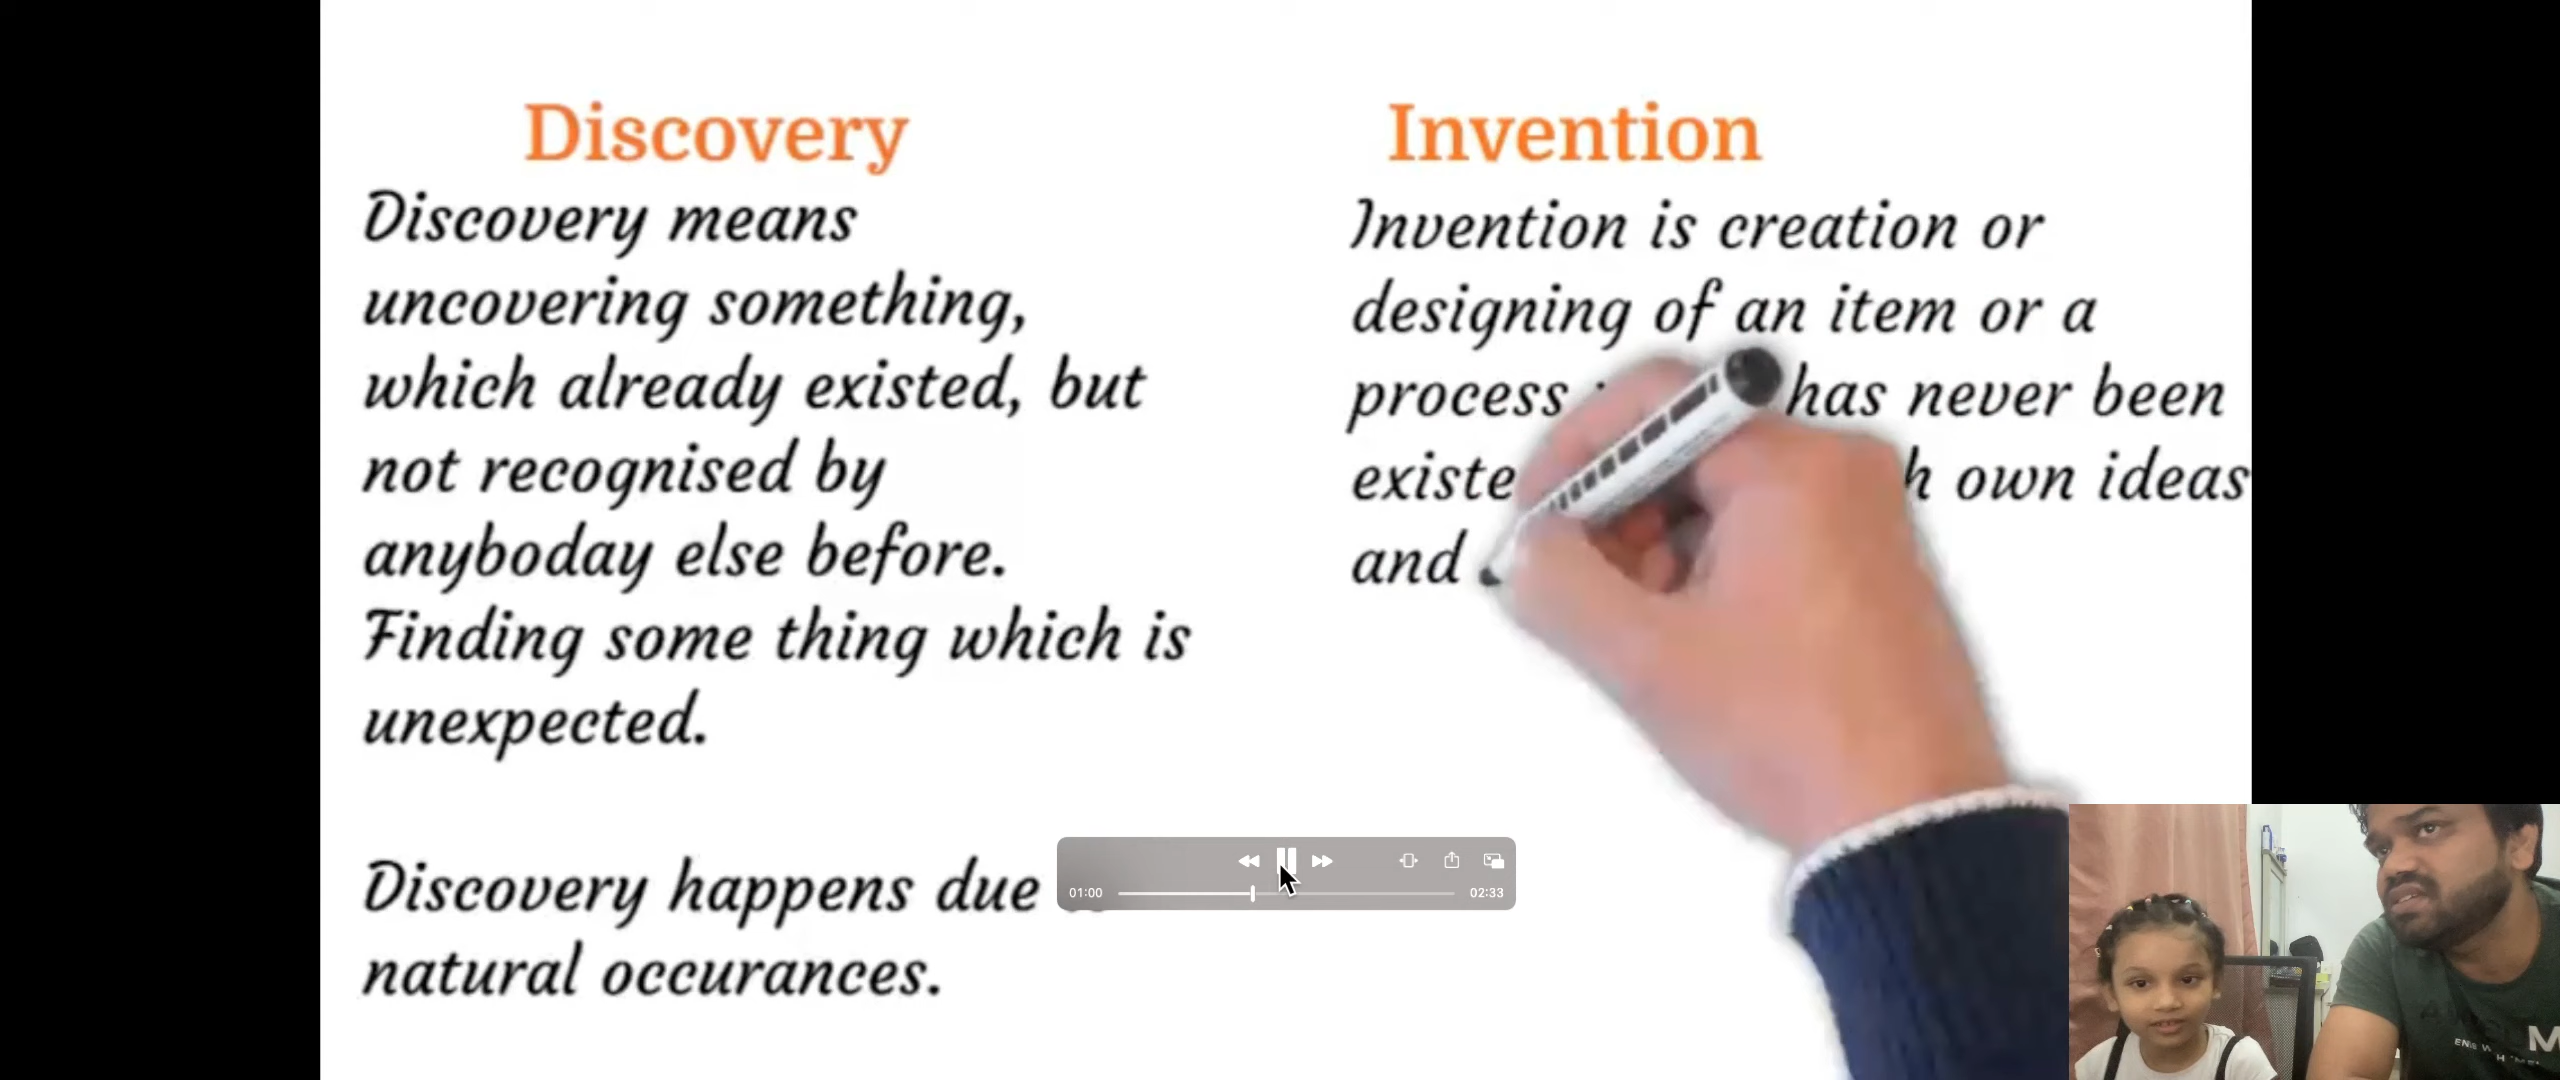 Discovery
Discovery means
uncovering something,
which already existed, but
not recognised by
anyboday else before.
Finding some thing which is
unexpected.
Discovery happens due
natural occurances.
Invention
Invention is creation or
designing of an item or a
process has never been
own ideas
and
01:00
02:33